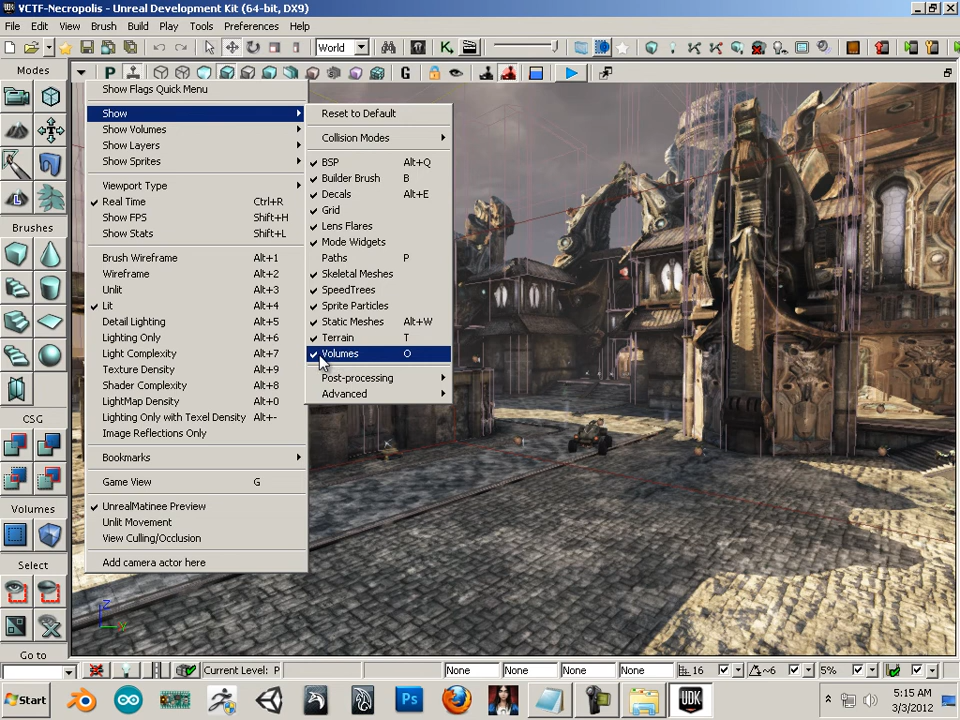 VCTF-Necropolis - Unreal Development Kit (64-bit, DX9)
File Edit View Brush Build Play Tools Preferences Help
World
Modes
Show Flags Quick Menu
Show
Show Volumes
Show Layers
Show Sprites
Viewport Type
Real Time Ctrl+R
Show FPS Shift+H
Show Stats Shift+L
Brush Wireframe Alt+1
Wireframe Alt+2
Unlit Alt+3
Lit Alt+4
Detail Lighting Alt+5
Lighting Only Alt+6
Light Complexity Alt+7
Texture Density Alt+9
Shader Complexity Alt+8
LightMap Density Alt+0
Lighting Only with Texel Density Alt+-
Image Reflections Only
Bookmarks
Game View G
UnrealMatinee Preview
Unlit Movement
View Culling/Occlusion
Add camera actor here
Reset to Default
Collision Modes
BSP Alt+Q
Builder Brush B
Decals Alt+E
Grid
Lens Flares
Mode Widgets
Paths P
Skeletal Meshes
SpeedTrees
Sprite Particles
Static Meshes Alt+W
Terrain T
Volumes O
Post-processing
Advanced
Brushes
CSG
Volumes
Select
Go to
P
G
Z
Y
Current Level: P
None None None None
16
~6
5%
Start
Ps
UDK
5:15 AM
3/3/2012